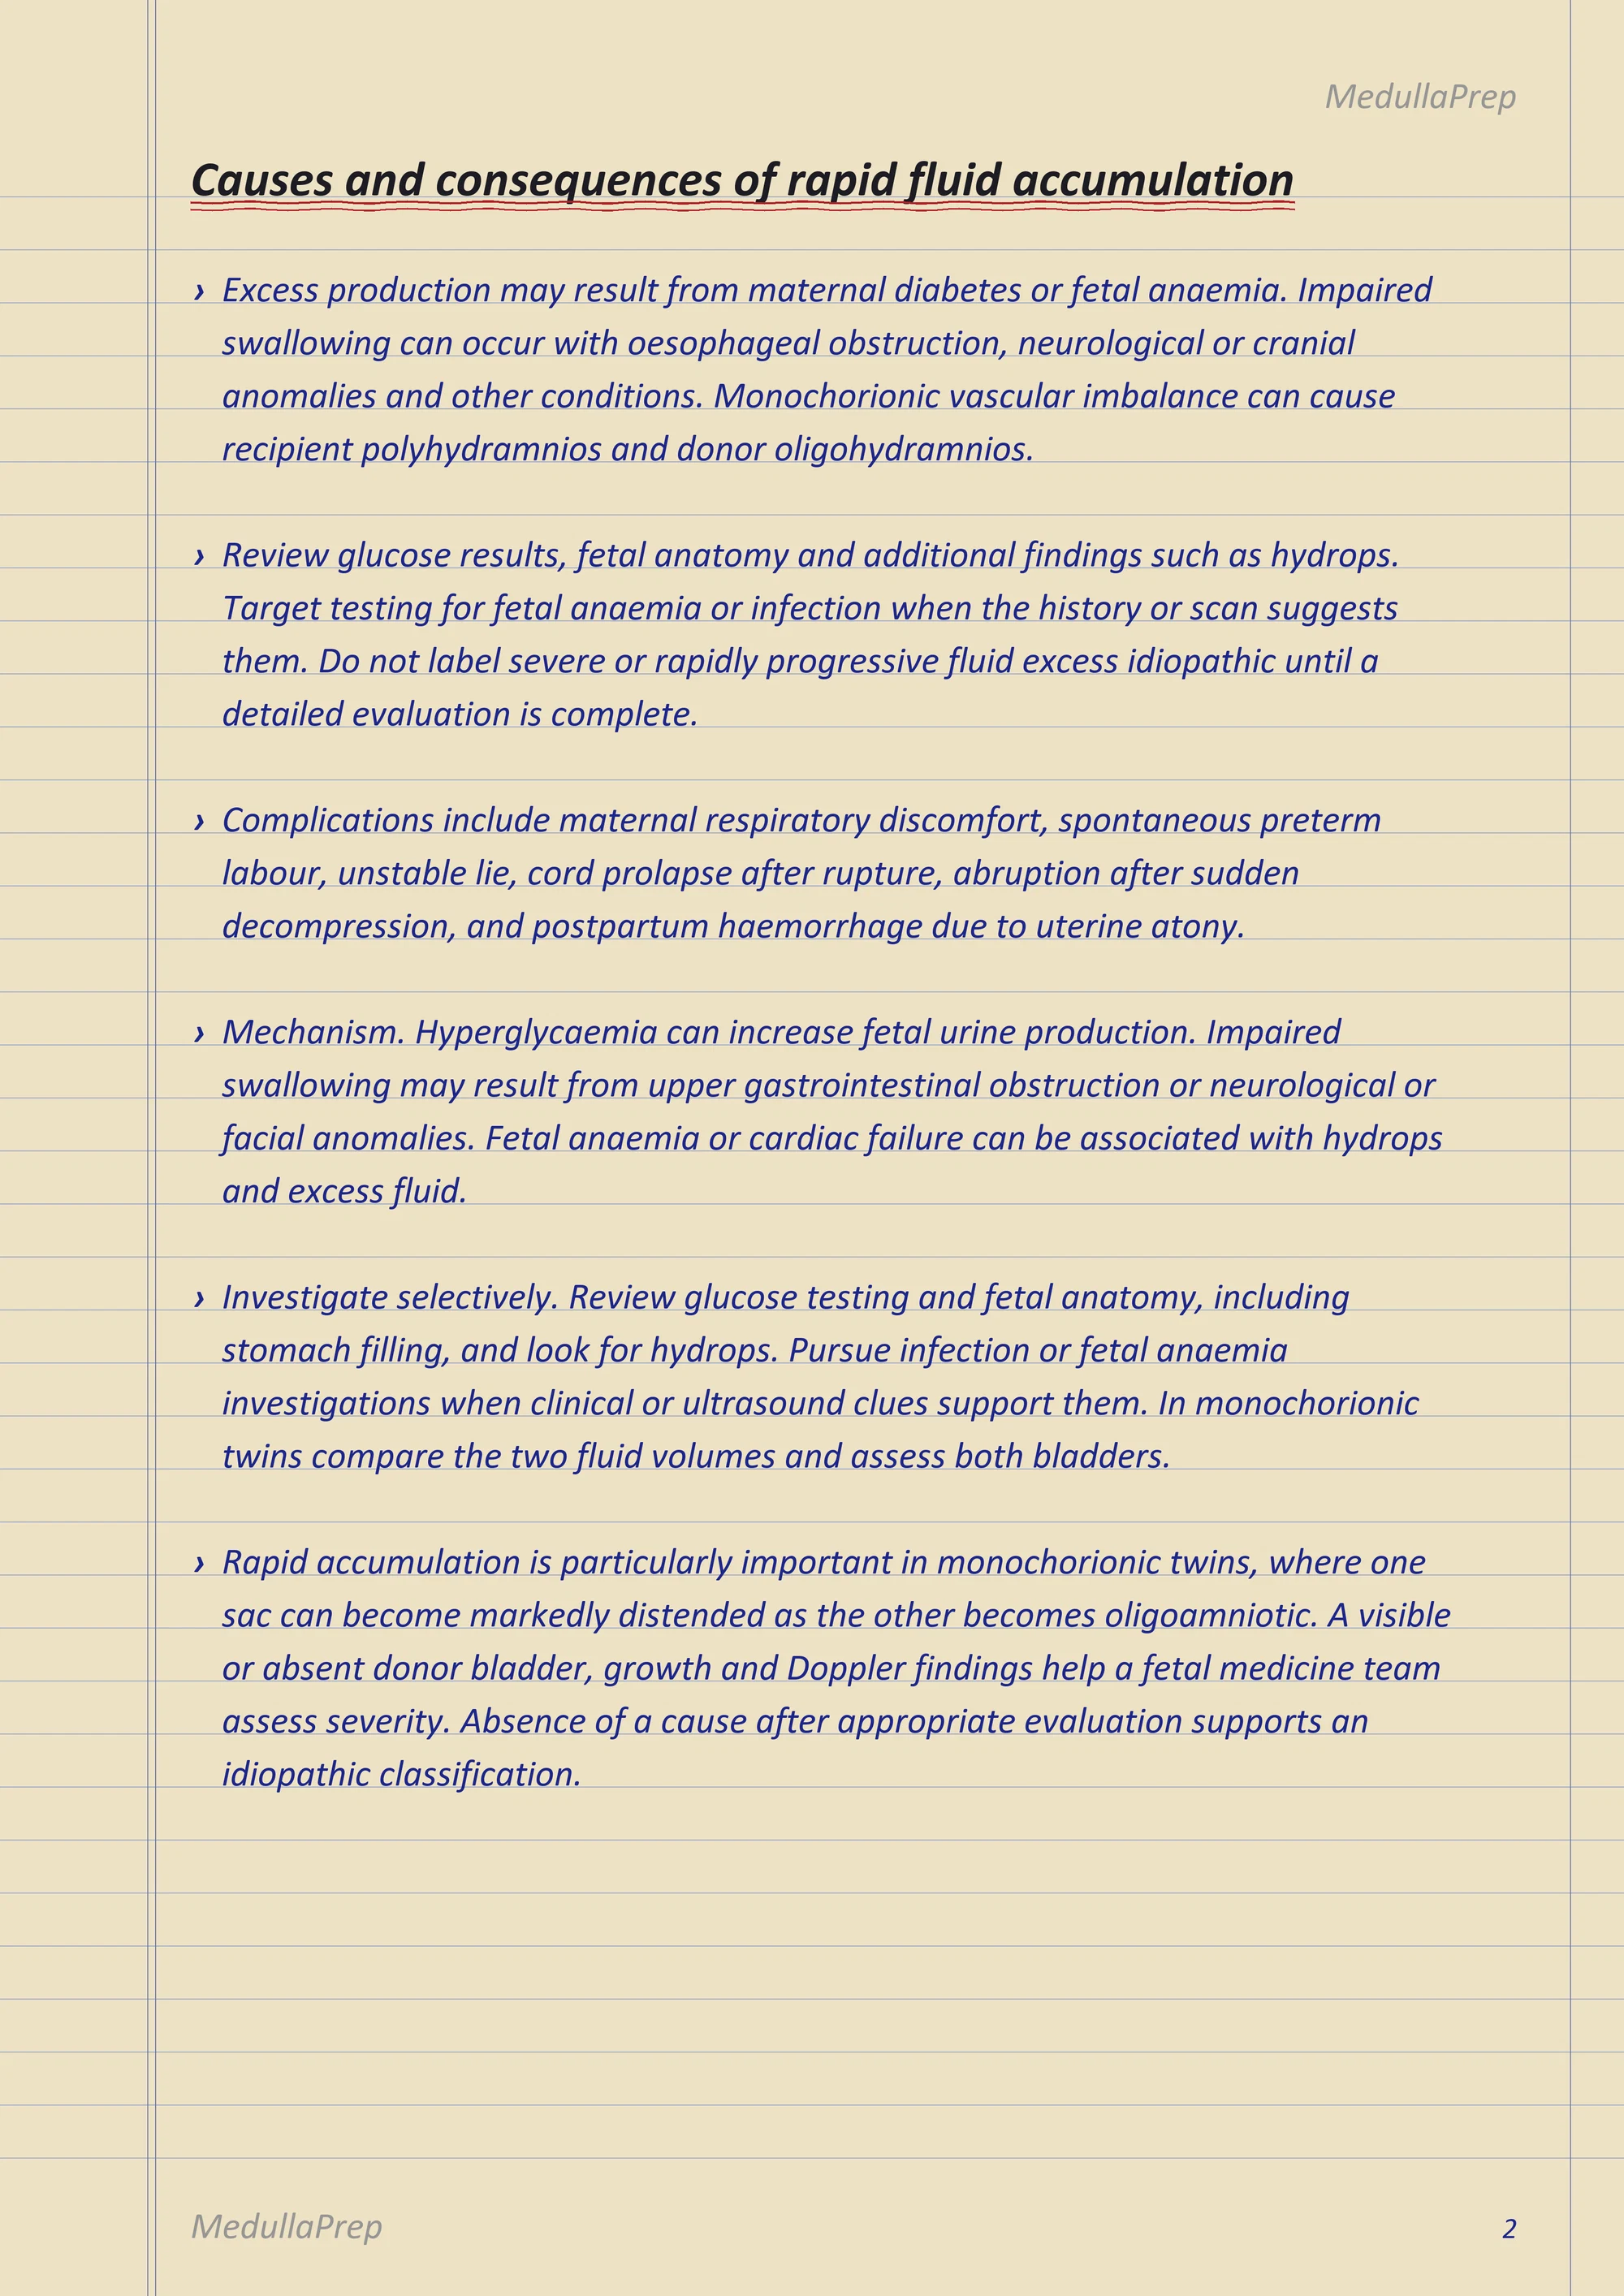 MedullaPrep
Causes and consequences of rapid fluid accumulation
› Excess production may result from maternal diabetes or fetal anaemia. Impaired
swallowing can occur with oesophageal obstruction, neurological or cranial
anomalies and other conditions. Monochorionic vascular imbalance can cause
recipient polyhydramnios and donor oligohydramnios.
› Review glucose results, fetal anatomy and additional findings such as hydrops.
Target testing for fetal anaemia or infection when the history or scan suggests
them. Do not label severe or rapidly progressive fluid excess idiopathic until a
detailed evaluation is complete.
› Complications include maternal respiratory discomfort, spontaneous preterm
labour, unstable lie, cord prolapse after rupture, abruption after sudden
decompression, and postpartum haemorrhage due to uterine atony.
› Mechanism. Hyperglycaemia can increase fetal urine production. Impaired
swallowing may result from upper gastrointestinal obstruction or neurological or
facial anomalies. Fetal anaemia or cardiac failure can be associated with hydrops
and excess fluid.
› Investigate selectively. Review glucose testing and fetal anatomy, including
stomach filling, and look for hydrops. Pursue infection or fetal anaemia
investigations when clinical or ultrasound clues support them. In monochorionic
twins compare the two fluid volumes and assess both bladders.
› Rapid accumulation is particularly important in monochorionic twins, where one
sac can become markedly distended as the other becomes oligoamniotic. A visible
or absent donor bladder, growth and Doppler findings help a fetal medicine team
assess severity. Absence of a cause after appropriate evaluation supports an
idiopathic classification.
MedullaPrep
2